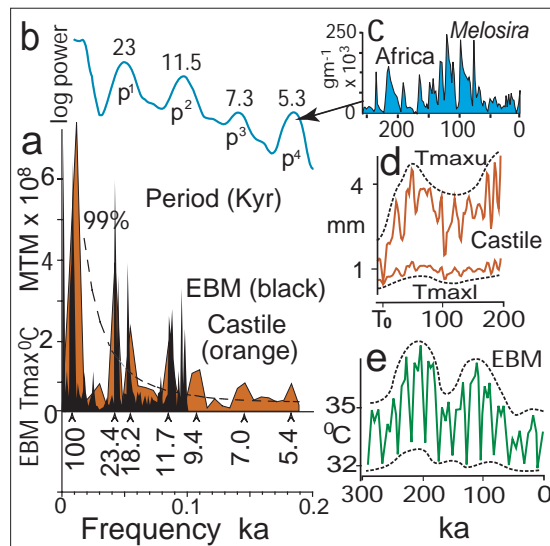 b
log power
23
11.5
7.3
5.3
p1
p2
p3
p4
c
Melosira
Africa
gm-1
x 10³
250
0
200
100
0
a
MTM x 10⁸
EBM Tmax⁰C
6
4
2
0
99%
Period (Kyr)
EBM (black)
Castile
(orange)
100
23.4
18.2
11.7
9.4
7.0
5.4
0
0.1
0.2
Frequency ka
d
Tmaxu
4
mm
1
Castile
Tmaxl
T0
100
200
e
EBM
35
⁰C
32
300
200
100
0
ka